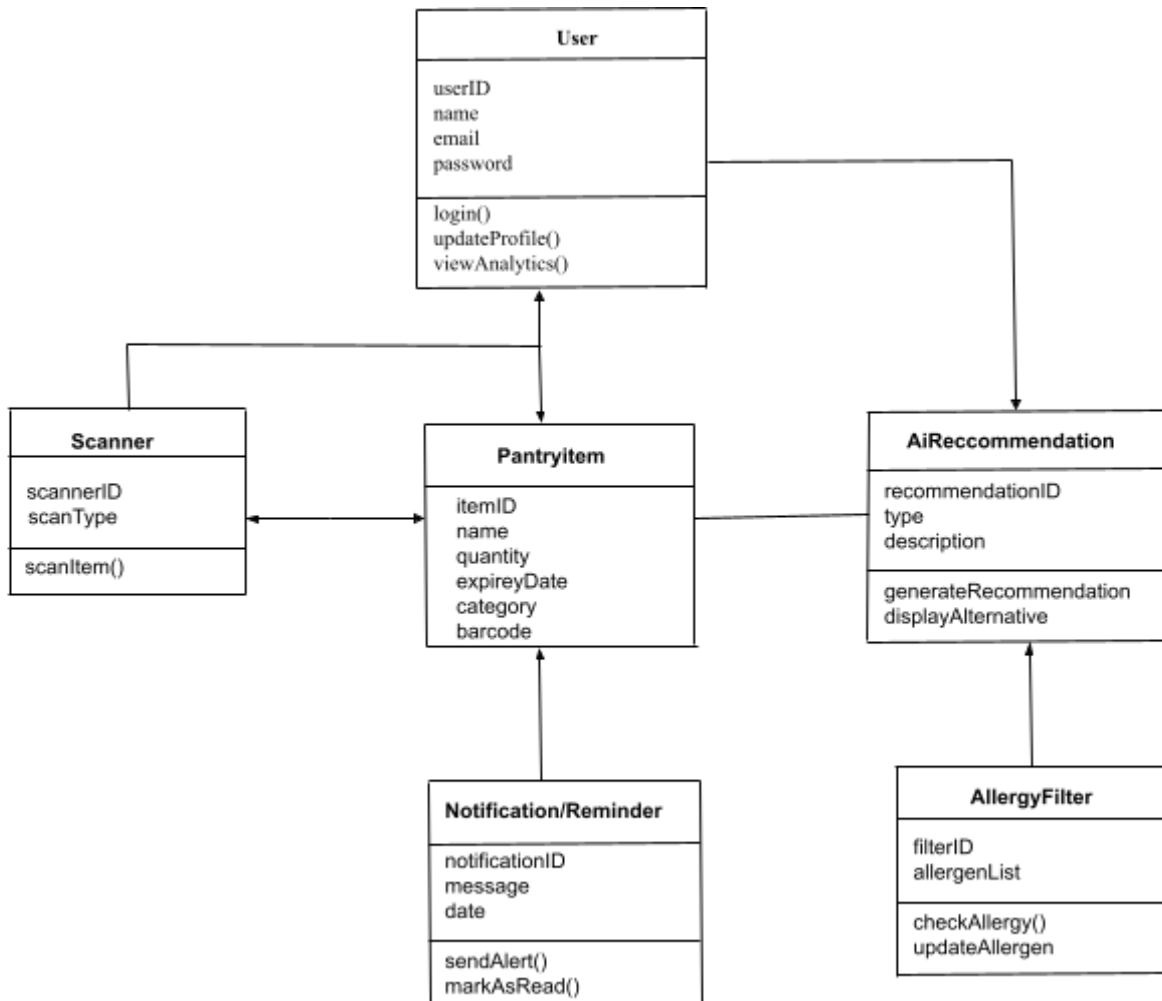 User
userID
name
email
password
login()
updateProfile()
viewAnalytics()
Scanner
scannerID
scanType
scanItem()
Pantryitem
itemID
name
quantity
expireyDate
category
barcode
AiReccommendation
recommendationID
type
description
generateRecommendation
displayAlternative
Notification/Reminder
notificationID
message
date
sendAlert()
markAsRead()
AllergyFilter
filterID
allergenList
checkAllergy()
updateAllergen